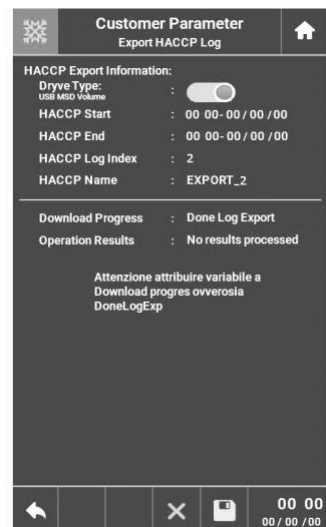 Customer Parameter
Export HACCP Log
HACCP Export Information:
Dryve Type: :
USB MSD Volume
HACCP Start : 00 00- 00 / 00 / 00
HACCP End : 00 00- 00 / 00 / 00
HACCP Log Index : 2
HACCP Name : EXPORT_2
Download Progress : Done Log Export
Operation Results : No results processed
Attenzione attribuire variabile a
Download progres ovverosia
DoneLogExp
00 00
00 / 00 / 00